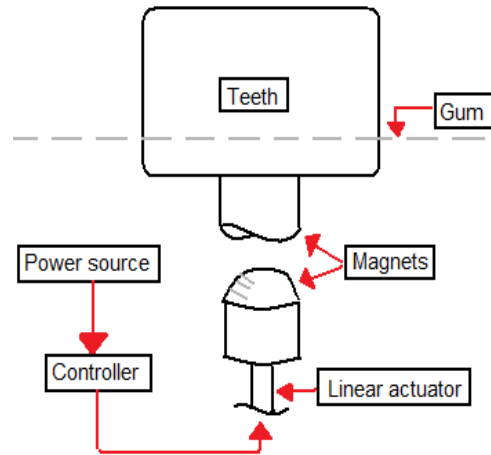 Teeth
Gum
Power source
Magnets
Controller
Linear actuator